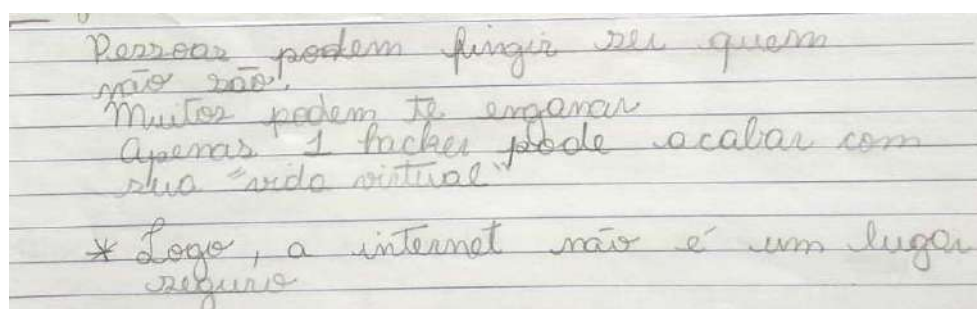 Pessoas podem fingir ser quem
não são!
Muitos podem te enganar
Apenas 1 hacker pode acabar com
sua "vida virtual"
* Logo, a internet não é um lugar
seguro